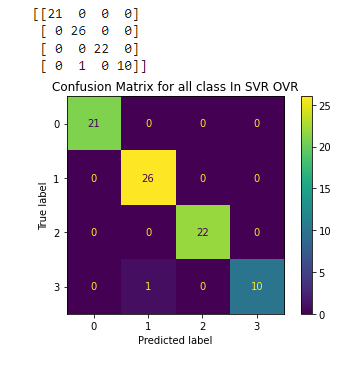 [[21  0  0  0]
 [ 0 26  0  0]
 [ 0  0 22  0]
 [ 0  1  0 10]]
Confusion Matrix for all class In SVR OVR
0 21 0 0 0
1 0 26 0 0
2 0 0 22 0
3 0 1 0 10
0 1 2 3
True label
Predicted label
25
20
15
10
5
0